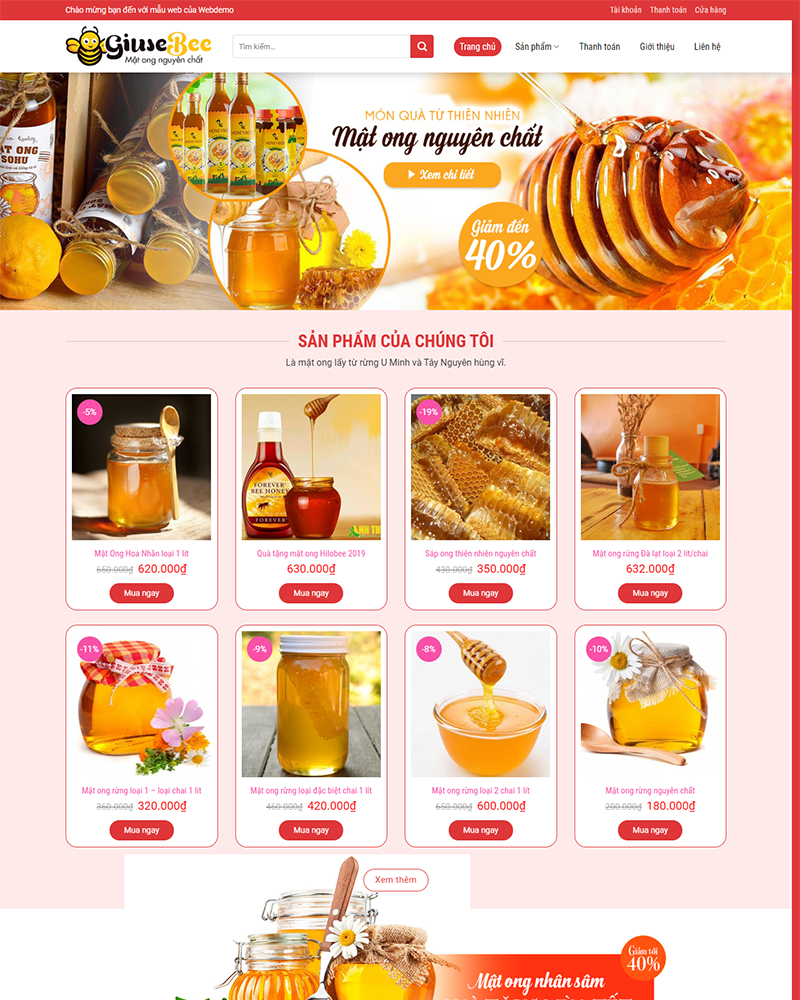 Chào mừng bạn đến với mẫu web của Webdemo
Tài khoản Thanh toán Cửa hàng
GiuseBee
Mật ong nguyên chất
Tìm kiếm...
Trang chủ Sản phẩm Thanh toán Giới thiệu Liên hệ
MÓN QUÀ TỪ THIÊN NHIÊN
Mật ong nguyên chất
Xem chi tiết
Giảm đến
40%
ONG
SOHU
SẢN PHẨM CỦA CHÚNG TÔI
Là mật ong lấy từ rừng U Minh và Tây Nguyên hùng vĩ.
-5%
FOREVER
BEE HONEY
FOREVER
-19%
Mật Ong Hoa Nhãn loại 1 lít
650.000₫ 620.000₫
Mua ngay
Quà tặng mật ong Hilobee 2019
630.000₫
Mua ngay
Sáp ong thiên nhiên nguyên chất
430.000₫ 350.000₫
Mua ngay
Mật ong rừng Đà lạt loại 2 lit/chai
632.000₫
Mua ngay
-11%
-9%
-8%
-10%
Mật ong rừng loại 1 – loại chai 1 lit
360.000₫ 320.000₫
Mua ngay
Mật ong rừng loại đặc biệt chai 1 lít
460.000₫ 420.000₫
Mua ngay
Mật ong rừng loại 2 chai 1 lít
650.000₫ 600.000₫
Mua ngay
Mật ong rừng nguyên chất
200.000₫ 180.000₫
Mua ngay
Xem thêm
Giảm tới
40%
Mật ong nhân sâm